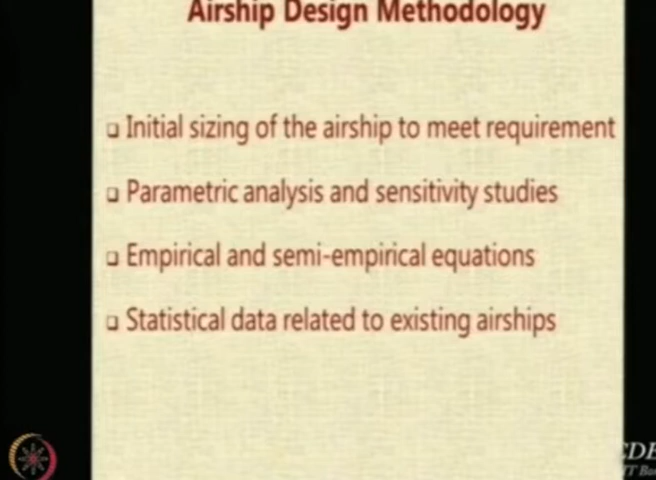 Airship Design Methodology
Initial sizing of the airship to meet requirement
Parametric analysis and sensitivity studies
Empirical and semi-empirical equations
Statistical data related to existing airships